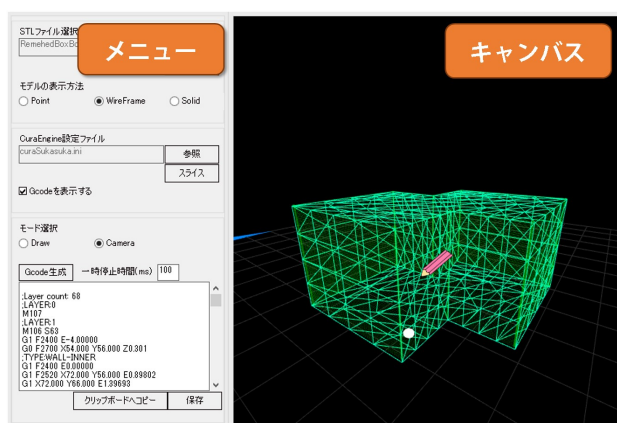 STLファイル選択
RemehedBoxBo
メニュー
キャンバス
モデルの表示方法
Point
WireFrame
Solid
CuraEngine設定ファイル
curaSukasuka.ini
参照
スライス
Gcodeを表示する
モード選択
Draw
Camera
Gcode生成
一時停止時間(ms)
100
;Layer count: 68
;LAYER:0
M107
;LAYER:1
M106 S63
G1 F2400 E-4.00000
G0 F2700 X54.000 Y56.000 Z0.301
;TYPE:WALL-INNER
G1 F2400 E0.00000
G1 F2520 X72.000 Y56.000 E0.89802
G1 X72.000 Y66.000 E1.39693
クリップボードへコピー
保存